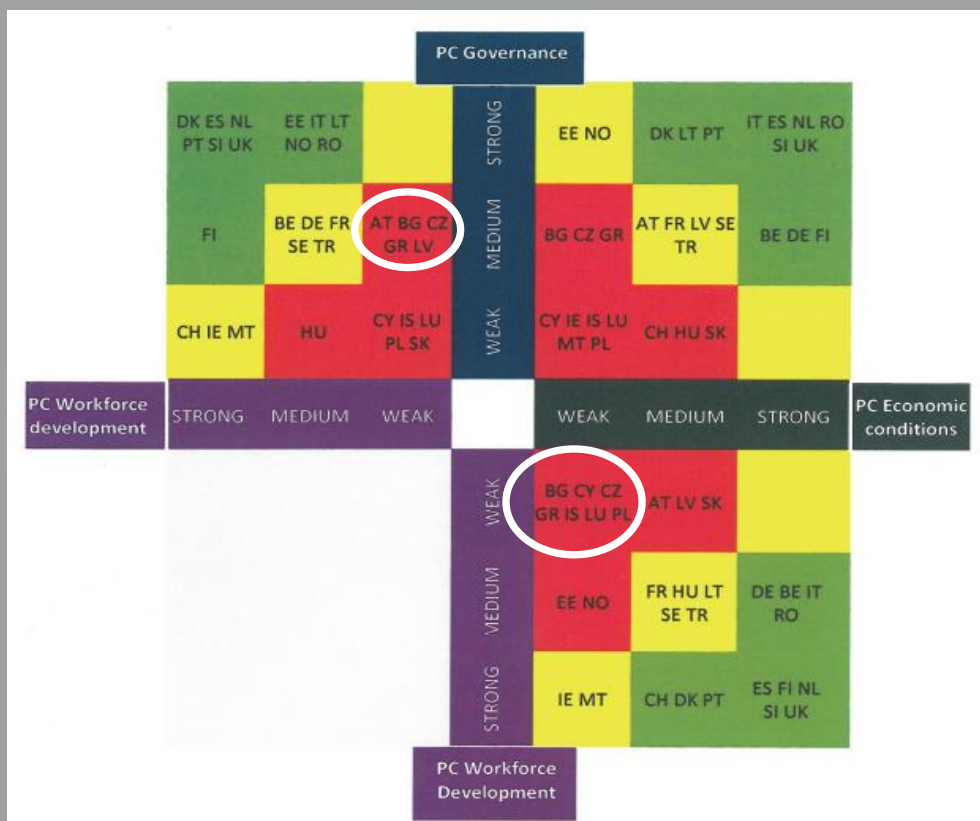 PC Governance
DK ES NL
PT SI UK
EE IT LT
NO RO
STRONG
EE NO
DK LT PT
IT ES NL RO
SI UK
FI
BE DE FR
SE TR
AT BG CZ
GR LV
MEDIUM
BG CZ GR
AT FR LV SE
TR
BE DE FI
CH IE MT
HU
CY IS LU
PL SK
WEAK
CY IE IS LU
MT PL
CH HU SK
PC Workforce
development
STRONG
MEDIUM
WEAK
WEAK
MEDIUM
STRONG
PC Economic
conditions
WEAK
BG CY CZ
GR IS LU PL
AT LV SK
MEDIUM
EE NO
FR HU LT
SE TR
DE BE IT
RO
STRONG
IE MT
CH DK PT
ES FI NL
SI UK
PC Workforce
Development